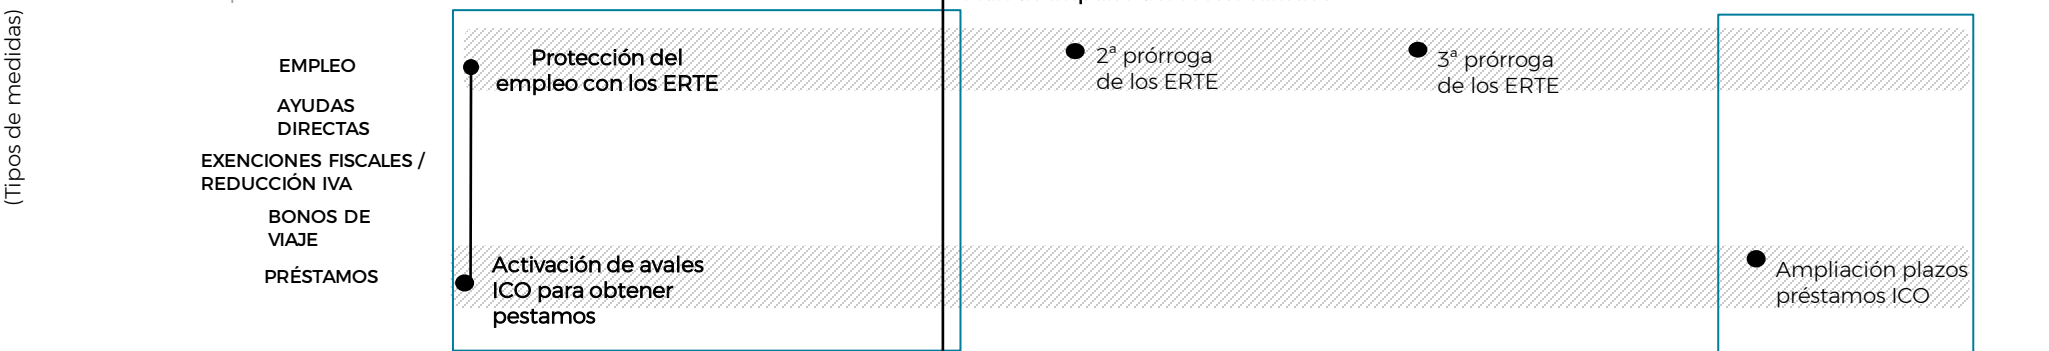 (Tipos de medidas)
EMPLEO
Protección del
empleo con los ERTE
2ª prórroga
de los ERTE
3ª prórroga
de los ERTE
AYUDAS
DIRECTAS
EXENCIONES FISCALES /
REDUCCIÓN IVA
BONOS DE
VIAJE
PRÉSTAMOS
Activación de avales
ICO para obtener
pestamos
Ampliación plazos
préstamos ICO